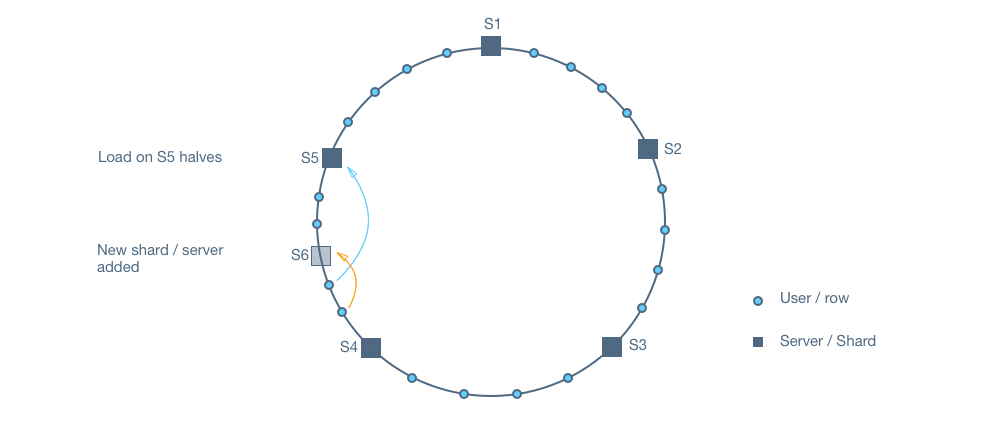 S1
S2
Load on S5 halves
S5
New shard / server
added
S6
User / row
Server / Shard
S4
S3